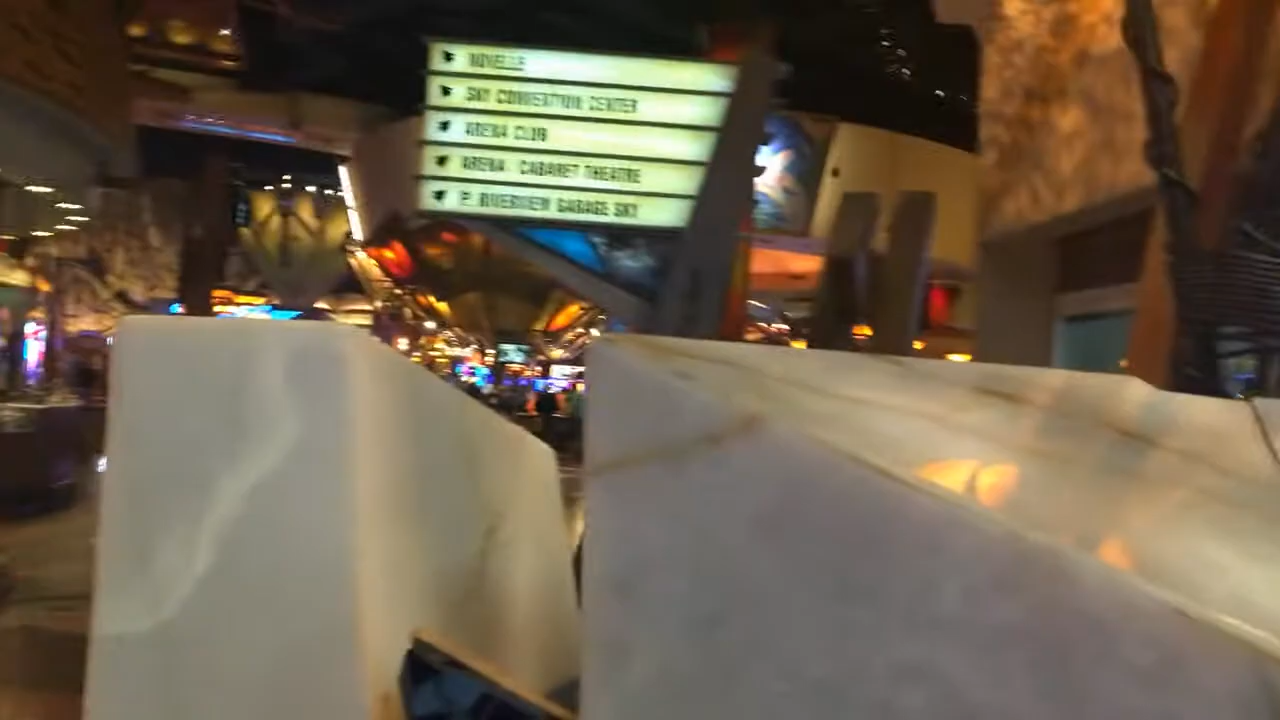 NOVELLE
SKY CONVENTION CENTER
ARENA CLUB
ARENA · CABARET THEATRE
P. RIVERVIEW GARAGE SKY